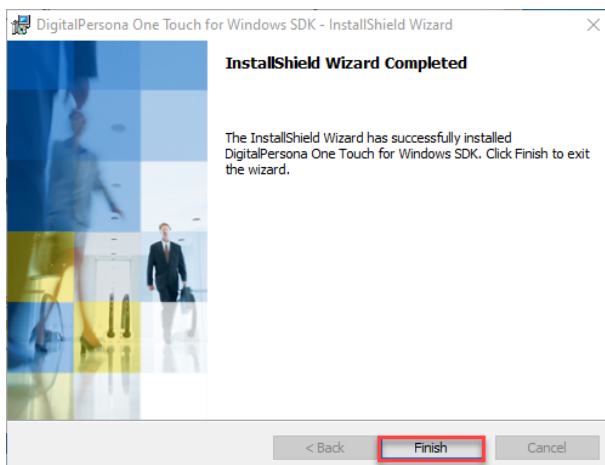 DigitalPersona One Touch for Windows SDK - InstallShield Wizard
InstallShield Wizard Completed
The InstallShield Wizard has successfully installed
DigitalPersona One Touch for Windows SDK. Click Finish to exit
the wizard.
< Back Finish Cancel